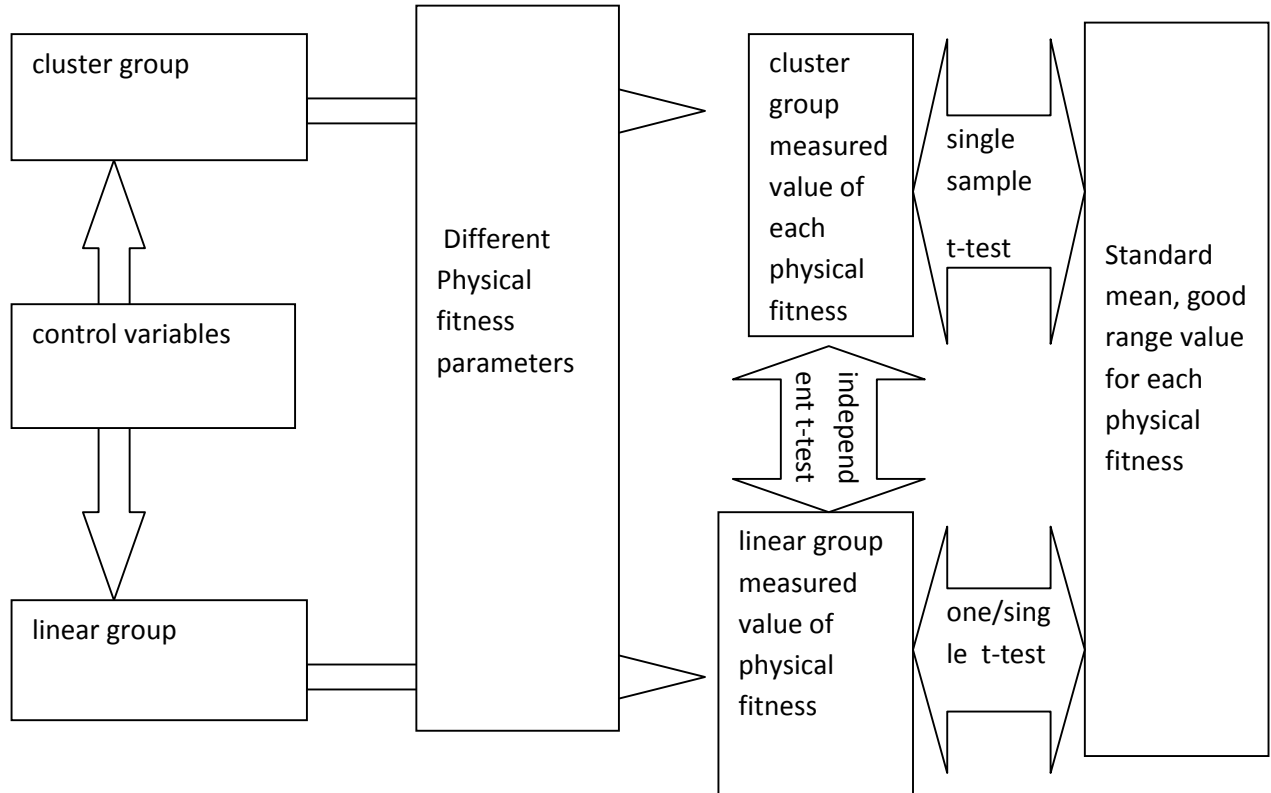 cluster group
control variables
linear group
Different
Physical
fitness
parameters
cluster
group
measured
value of
each
physical
fitness
single
sample
t-test
independ
ent t-test
linear group
measured
value of
physical
fitness
one/sing
le t-test
Standard
mean, good
range value
for each
physical
fitness